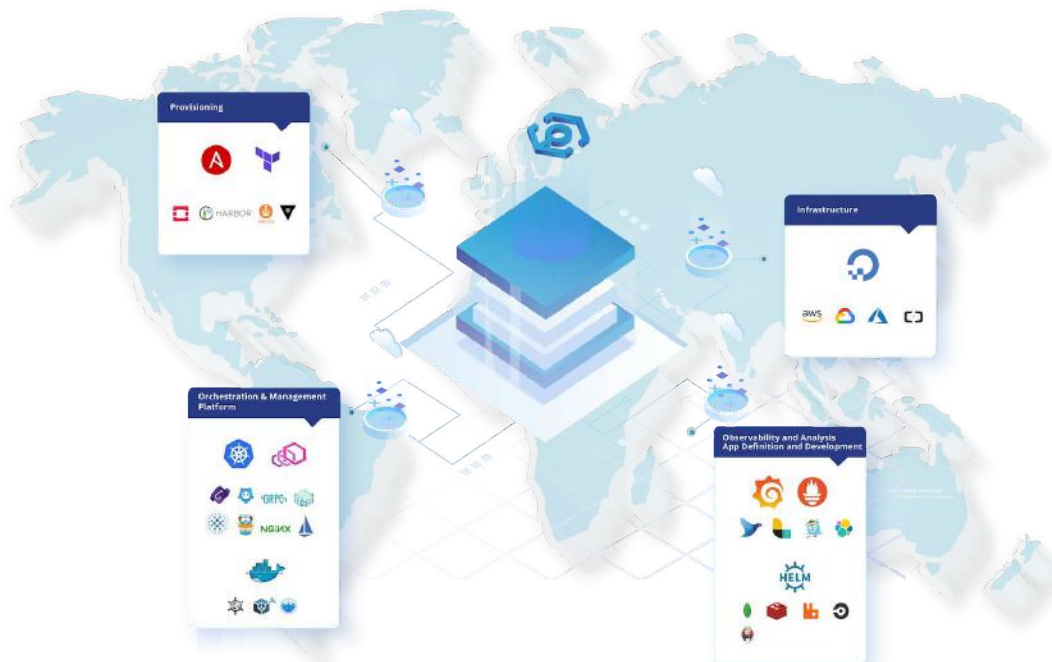 Provisioning
HARBOR
Infrastructure
aws
Orchestration & Management
Platform
GRPC
NGINX
Observability and Analysis
App Definition and Development
HELM